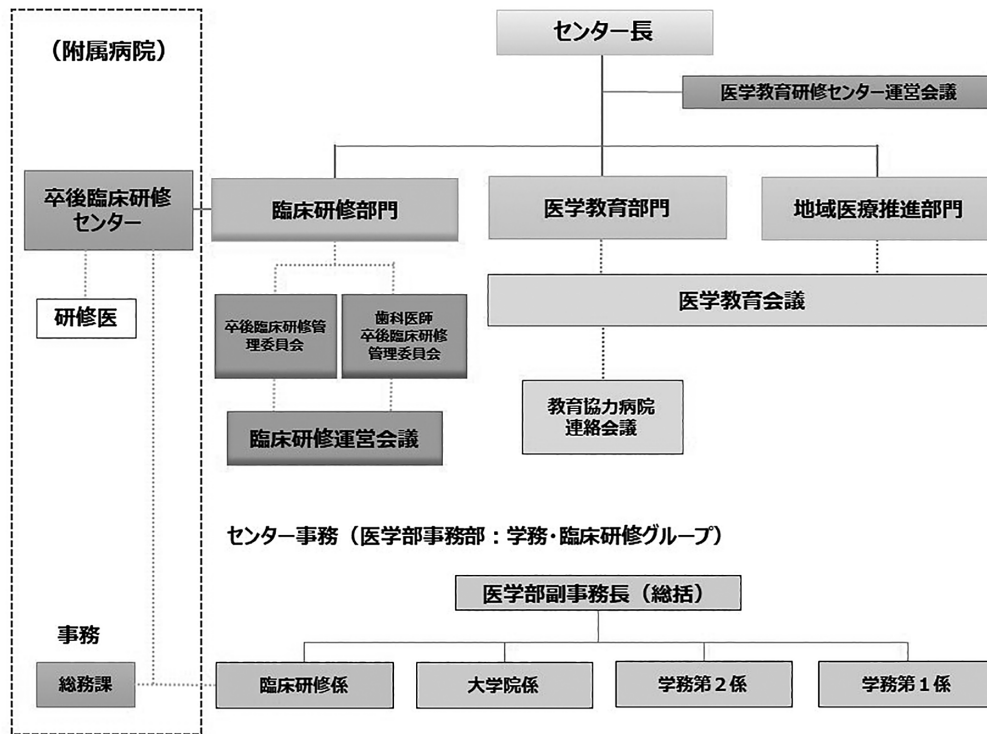 センター長
(附属病院)
医学教育研修センター運営会議
卒後臨床研修
センター
臨床研修部門
医学教育部門
地域医療推進部門
研修医
卒後臨床研修管
理委員会
歯科医師
卒後臨床研修
管理委員会
医学教育会議
臨床研修運営会議
教育協力病院
連絡会議
センター事務（医学部事務部：学務・臨床研修グループ）
医学部副事務長（総括）
事務
総務課
臨床研修係
大学院係
学務第２係
学務第１係